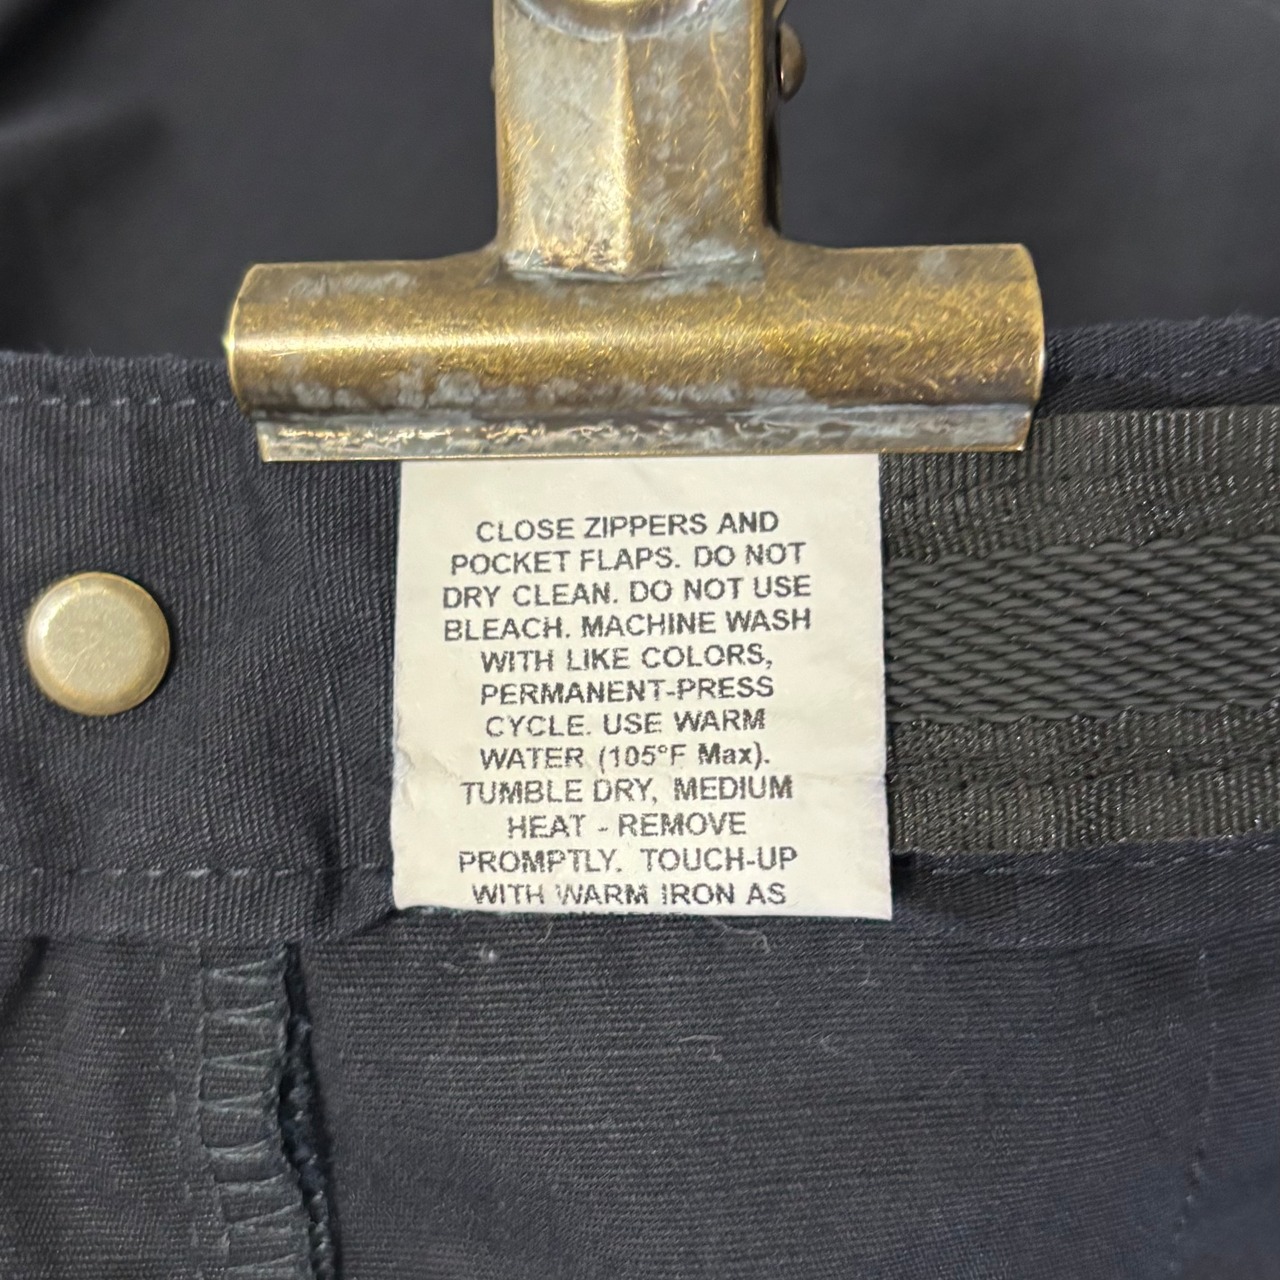 CLOSE ZIPPERS AND
POCKET FLAPS. DO NOT
DRY CLEAN. DO NOT USE
BLEACH. MACHINE WASH
WITH LIKE COLORS,
PERMANENT-PRESS
CYCLE. USE WARM
WATER (105°F Max).
TUMBLE DRY, MEDIUM
HEAT - REMOVE
PROMPTLY. TOUCH-UP
WITH WARM IRON AS